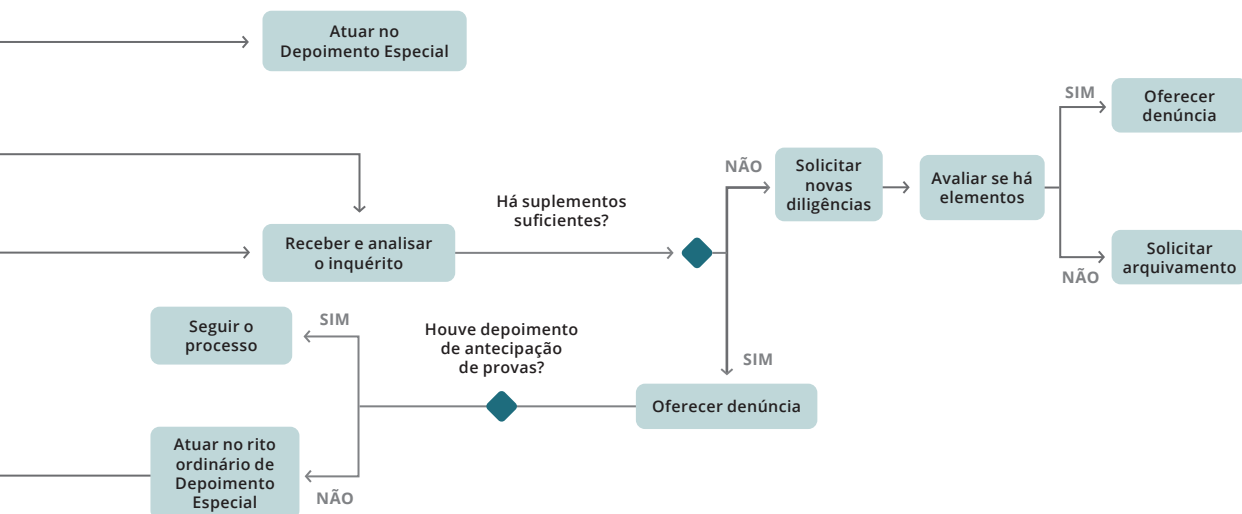 Atuar no
Depoimento Especial
SIM
Oferecer
denúncia
NÃO
Solicitar
novas
diligências
Avaliar se há
elementos
Há suplementos
suficientes?
Receber e analisar
o inquérito
Solicitar
arquivamento
NÃO
Seguir o
processo
SIM
Houve depoimento
de antecipação
de provas?
SIM
Oferecer denúncia
Atuar no rito
ordinário de
Depoimento
Especial
NÃO